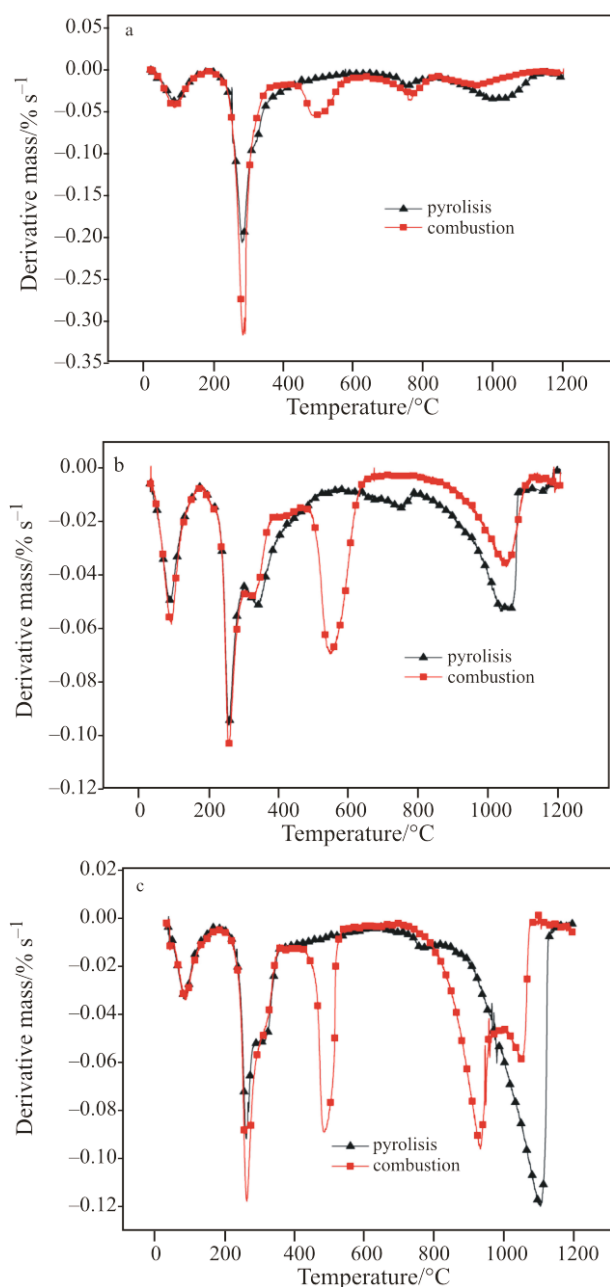 a
0.05
0.00
–0.05
–0.10
–0.15
–0.20
–0.25
–0.30
–0.35
Derivative mass/% s–1
pyrolisis
combustion
0 200 400 600 800 1000 1200
Temperature/°C
b
0.00
–0.02
–0.04
–0.06
–0.08
–0.10
–0.12
Derivative mass/% s–1
pyrolisis
combustion
0 200 400 600 800 1000 1200
Temperature/°C
c
0.02
0.00
–0.02
–0.04
–0.06
–0.08
–0.10
–0.12
Derivative mass/% s–1
pyrolisis
combustion
0 200 400 600 800 1000 1200
Temperature/°C